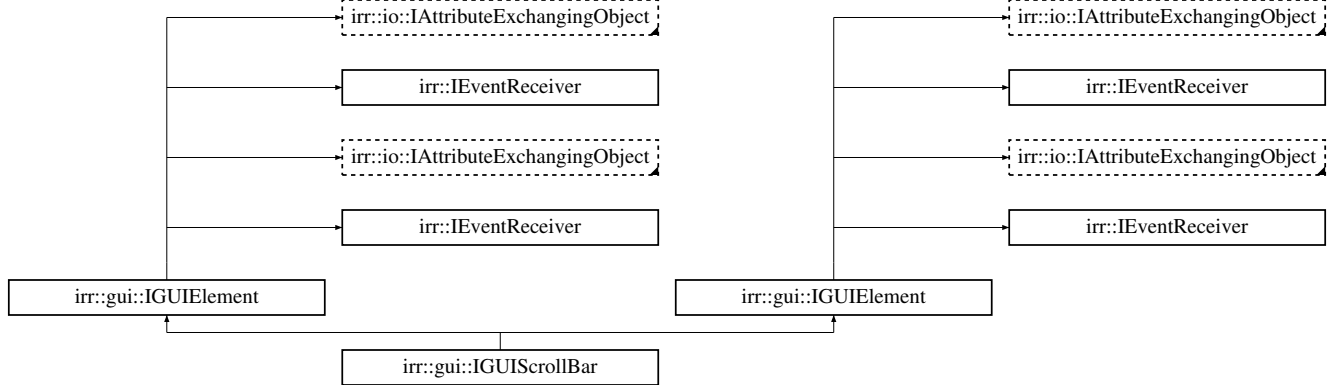 irr::io::IAttributeExchangingObject irr::io::IAttributeExchangingObject
irr::IEventReceiver irr::IEventReceiver
irr::io::IAttributeExchangingObject irr::io::IAttributeExchangingObject
irr::IEventReceiver irr::IEventReceiver
irr::gui::IGUIElement irr::gui::IGUIElement
irr::gui::IGUIScrollBar